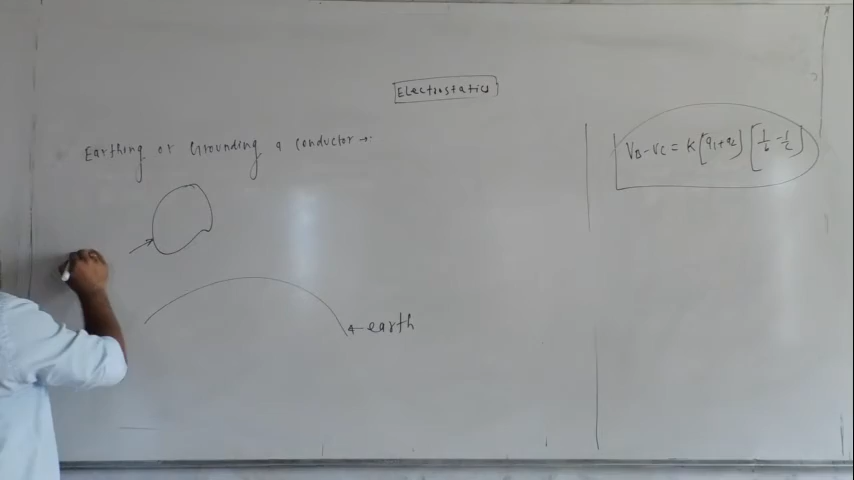 Electrostatics
Earthing or Grounding a conductor →
VB - VC = K [q1+q2] [1/b - 1/c]
← earth